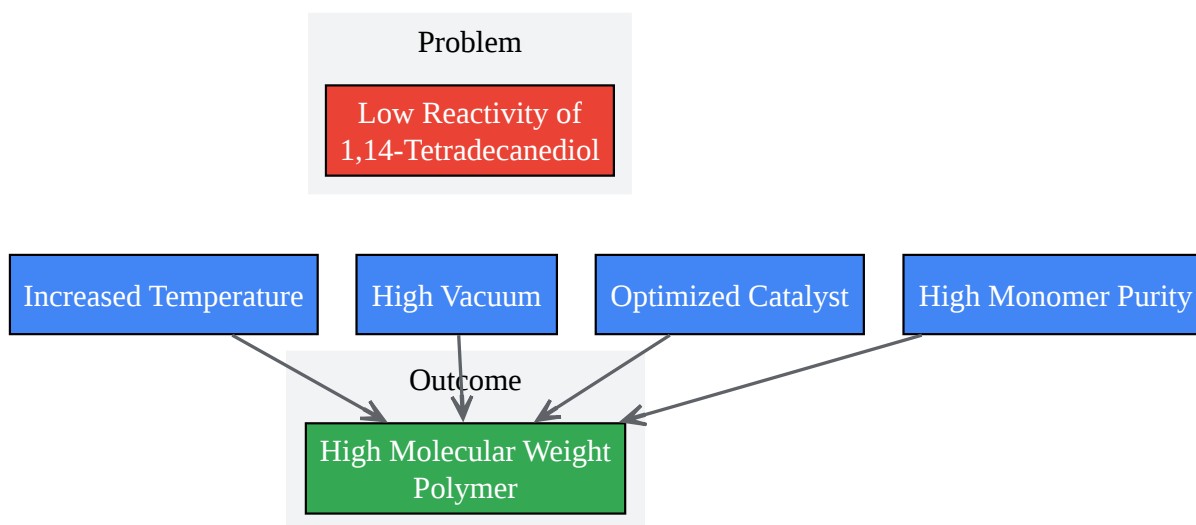 Problem
Low Reactivity of
1,14-Tetradecanediol
Increased Temperature
High Vacuum
Optimized Catalyst
High Monomer Purity
Outcome
High Molecular Weight
Polymer